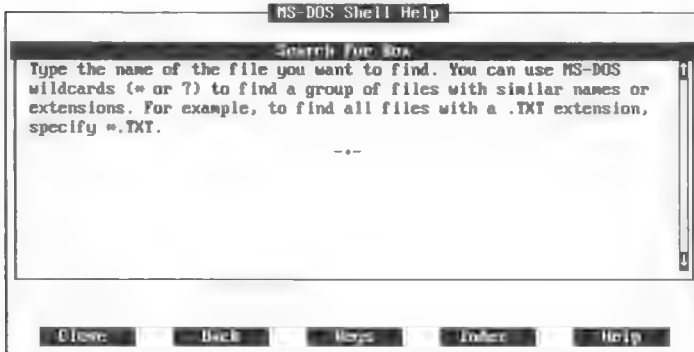 MS-DOS Shell Help
Search For Box
Type the name of the file you want to find. You can use MS-DOS
wildcards (* or ?) to find a group of files with similar names or
extensions. For example, to find all files with a .TXT extension,
specify *.TXT.
Close Back Keys Index Help